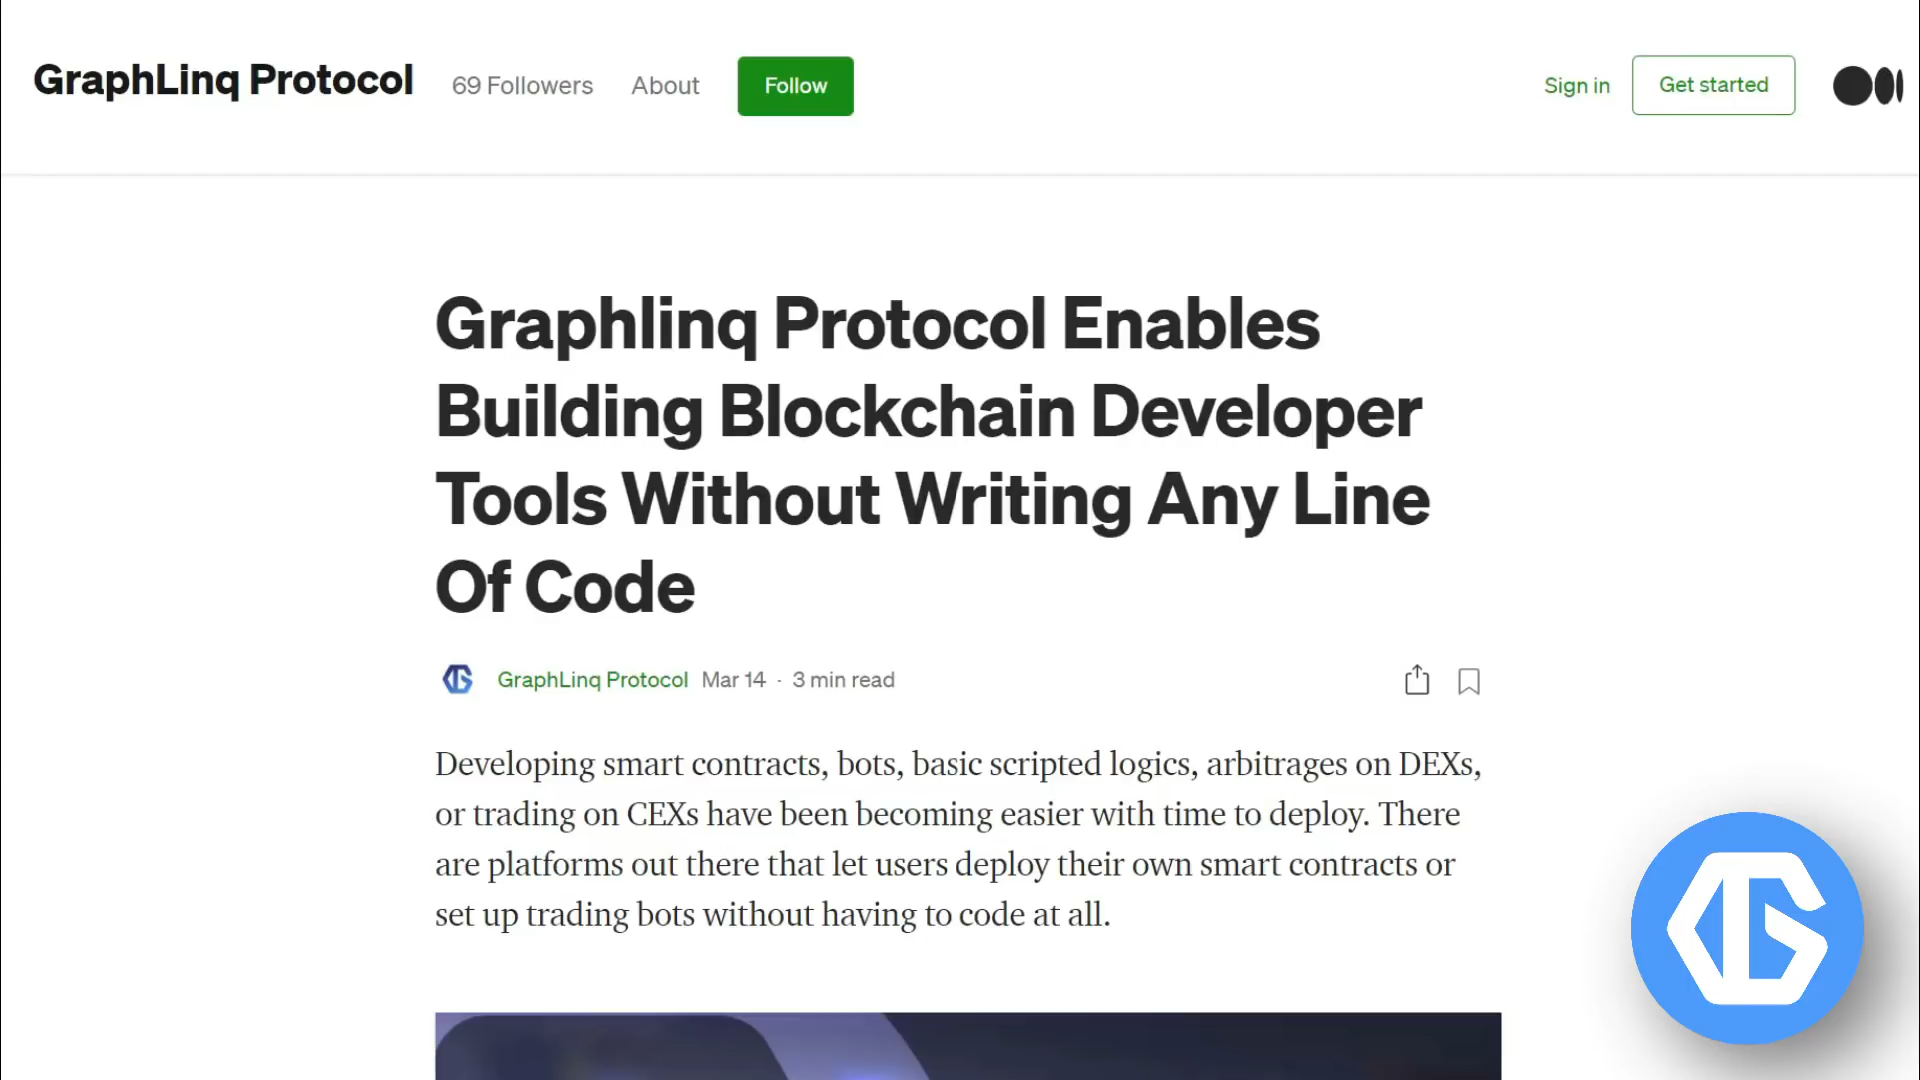 GraphLinq Protocol 69 Followers About Follow Sign in Get started
Graphlinq Protocol Enables
Building Blockchain Developer
Tools Without Writing Any Line
Of Code
GraphLinq Protocol Mar 14 · 3 min read
Developing smart contracts, bots, basic scripted logics, arbitrages on DEXs,
or trading on CEXs have been becoming easier with time to deploy. There
are platforms out there that let users deploy their own smart contracts or
set up trading bots without having to code at all.